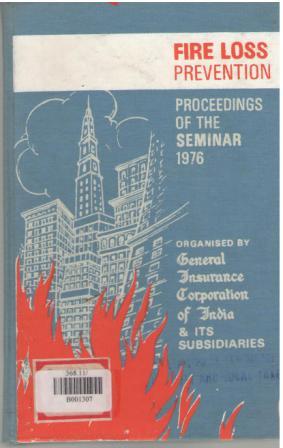 FIRE LOSS
PREVENTION
PROCEEDINGS
OF THE
SEMINAR
1976
ORGANISED BY
General
Insurance
Corporation
of India
& ITS
SUBSIDIARIES
368.11/
B001307